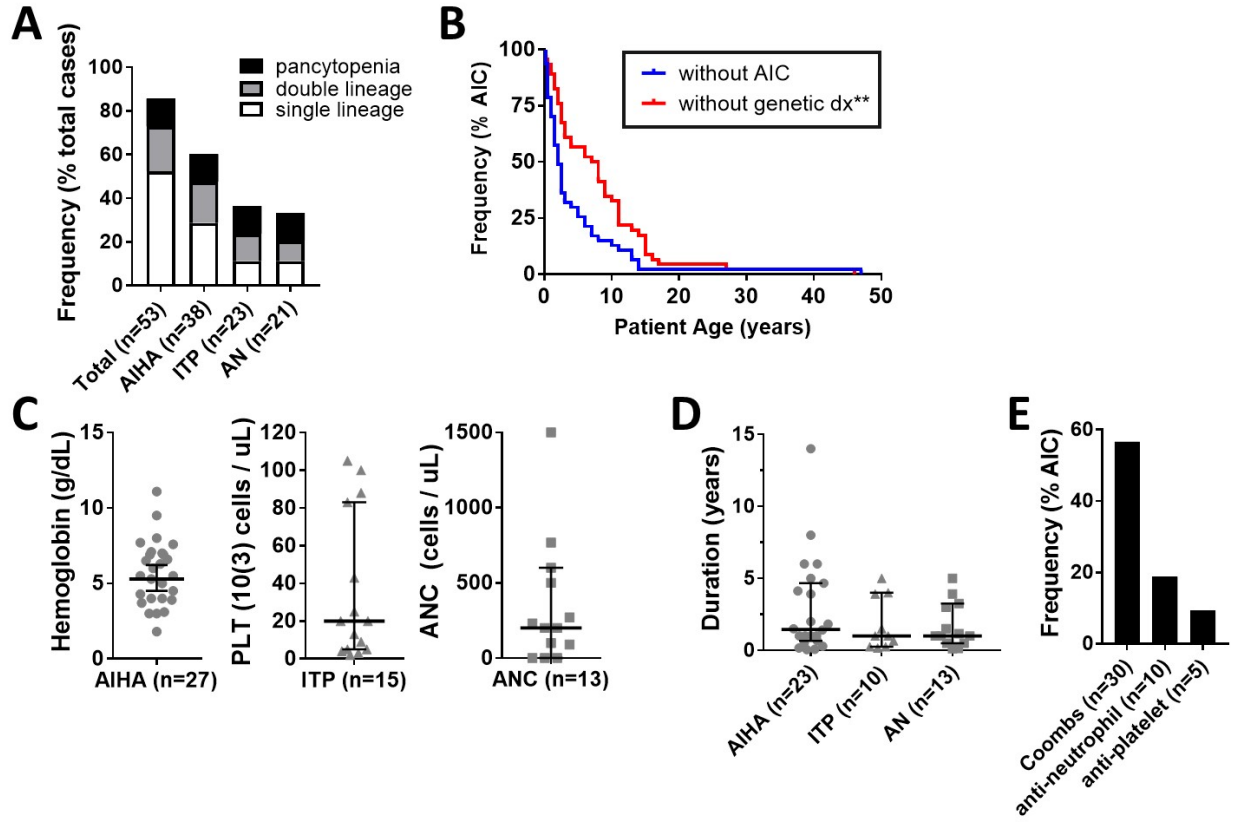 A
Frequency (% total cases)
100
80
60
40
20
0
pancytopenia
double lineage
single lineage
Total (n=53)
AIHA (n=38)
ITP (n=23)
AN (n=21)
B
Frequency (% AIC)
100
75
50
25
0
without AIC
without genetic dx**
0 10 20 30 40 50
Patient Age (years)
C
Hemoglobin (g/dL)
15
10
5
0
AIHA (n=27)
PLT (10(3) cells / uL)
120
100
80
60
40
20
0
ITP (n=15)
ANC (cells / uL)
1500
1000
500
0
ANC (n=13)
D
Duration (years)
15
10
5
0
AIHA (n=23)
ITP (n=10)
AN (n=13)
E
Frequency (% AIC)
60
40
20
0
Coombs (n=30)
anti-neutrophil (n=10)
anti-platelet (n=5)